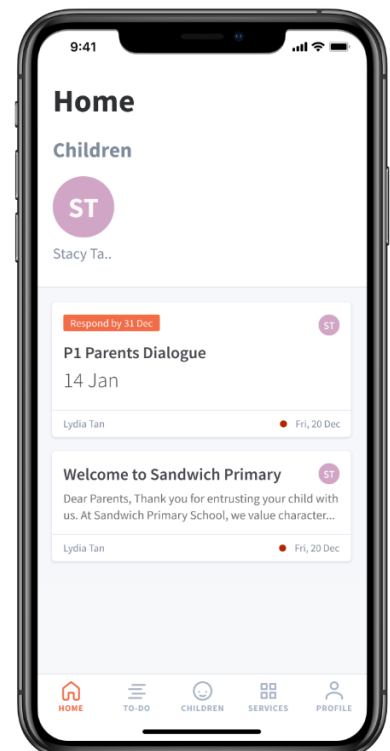 9:41
Home
Children
ST
Stacy Ta..
Respond by 31 Dec
ST
P1 Parents Dialogue
14 Jan
Lydia Tan
Fri, 20 Dec
Welcome to Sandwich Primary
ST
Dear Parents, Thank you for entrusting your child with
us. At Sandwich Primary School, we value character...
Lydia Tan
Fri, 20 Dec
HOME
TO-DO
CHILDREN
SERVICES
PROFILE